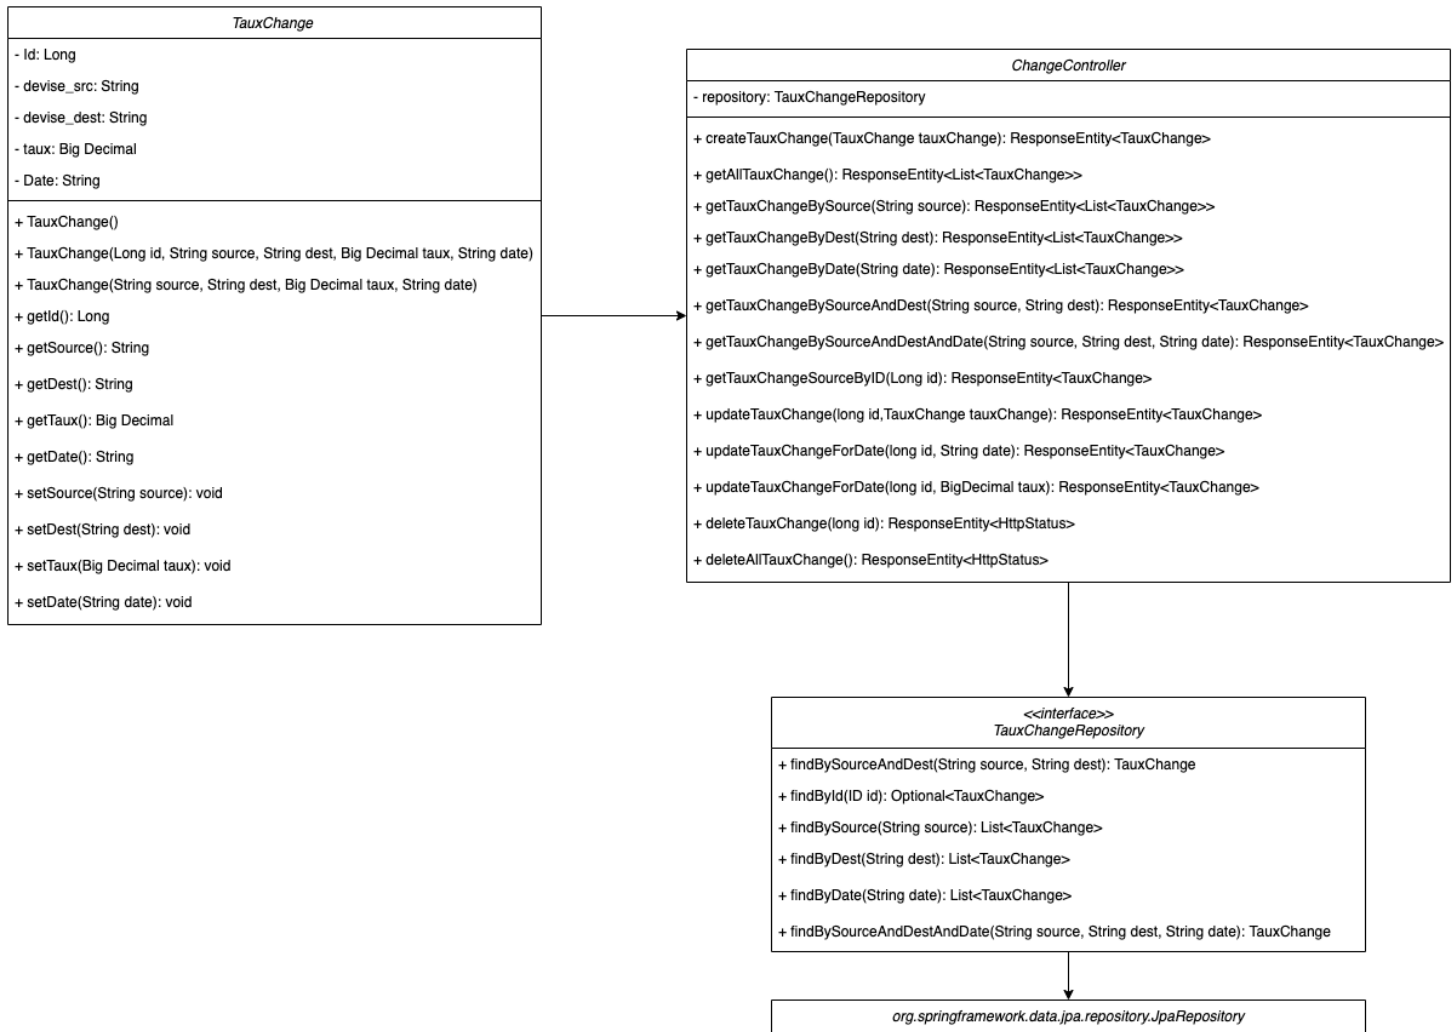 TauxChange
- Id: Long
- devise_src: String
- devise_dest: String
- taux: Big Decimal
- Date: String
+ TauxChange()
+ TauxChange(Long id, String source, String dest, Big Decimal taux, String date)
+ TauxChange(String source, String dest, Big Decimal taux, String date)
+ getId(): Long
+ getSource(): String
+ getDest(): String
+ getTaux(): Big Decimal
+ getDate(): String
+ setSource(String source): void
+ setDest(String dest): void
+ setTaux(Big Decimal taux): void
+ setDate(String date): void
ChangeController
- repository: TauxChangeRepository
+ createTauxChange(TauxChange tauxChange): ResponseEntity<TauxChange>
+ getAllTauxChange(): ResponseEntity<List<TauxChange>>
+ getTauxChangeBySource(String source): ResponseEntity<List<TauxChange>>
+ getTauxChangeByDest(String dest): ResponseEntity<List<TauxChange>>
+ getTauxChangeByDate(String date): ResponseEntity<List<TauxChange>>
+ getTauxChangeBySourceAndDest(String source, String dest): ResponseEntity<TauxChange>
+ getTauxChangeBySourceAndDestAndDate(String source, String dest, String date): ResponseEntity<TauxChange>
+ getTauxChangeSourceByID(Long id): ResponseEntity<TauxChange>
+ updateTauxChange(long id,TauxChange tauxChange): ResponseEntity<TauxChange>
+ updateTauxChangeForDate(long id, String date): ResponseEntity<TauxChange>
+ updateTauxChangeForDate(long id, BigDecimal taux): ResponseEntity<TauxChange>
+ deleteTauxChange(long id): ResponseEntity<HttpStatus>
+ deleteAllTauxChange(): ResponseEntity<HttpStatus>
<<interface>>
TauxChangeRepository
+ findBySourceAndDest(String source, String dest): TauxChange
+ findById(ID id): Optional<TauxChange>
+ findBySource(String source): List<TauxChange>
+ findByDest(String dest): List<TauxChange>
+ findByDate(String date): List<TauxChange>
+ findBySourceAndDestAndDate(String source, String dest, String date): TauxChange
org.springframework.data.jpa.repository.JpaRepository